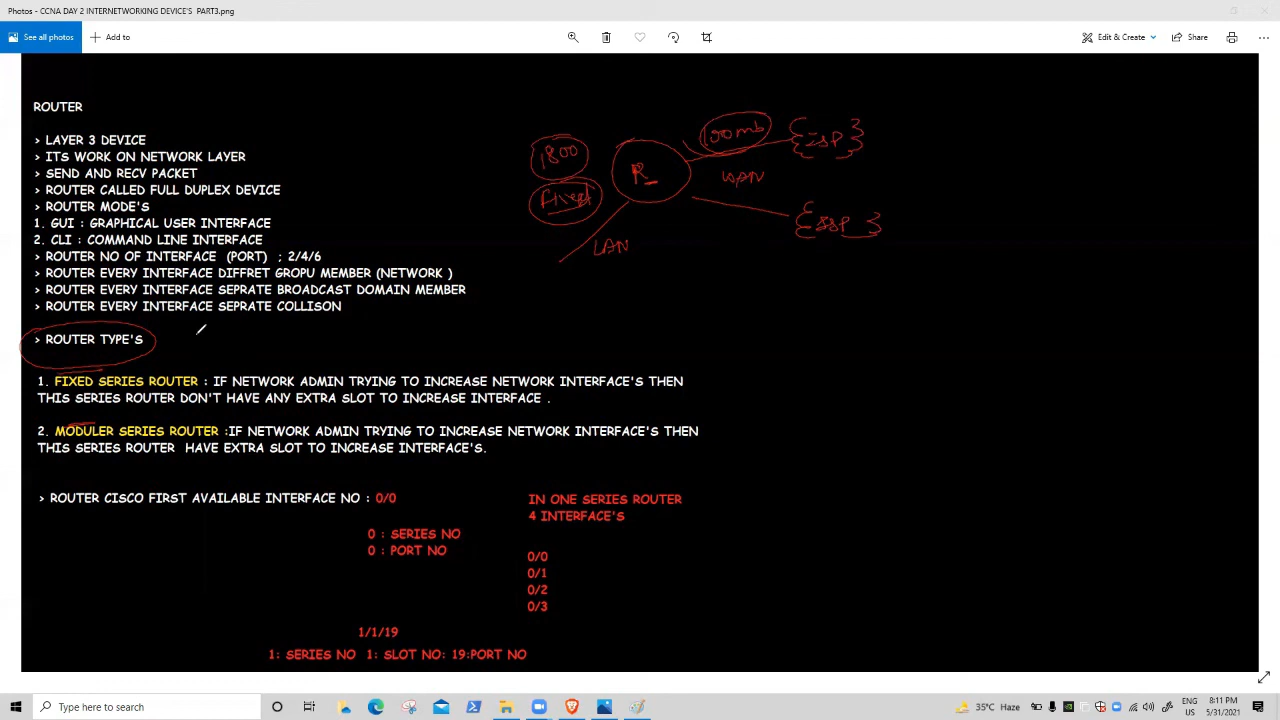 Photos - CCNA DAY 2 INTERNETWORKING DEVICE'S PART3.png
See all photos
Add to
Edit & Create
Share
ROUTER
> LAYER 3 DEVICE
> ITS WORK ON NETWORK LAYER
> SEND AND RECV PACKET
> ROUTER CALLED FULL DUPLEX DEVICE
> ROUTER MODE'S
1. GUI : GRAPHICAL USER INTERFACE
2. CLI : COMMAND LINE INTERFACE
> ROUTER NO OF INTERFACE (PORT) ; 2/4/6
> ROUTER EVERY INTERFACE DIFFRET GROPU MEMBER (NETWORK )
> ROUTER EVERY INTERFACE SEPRATE BROADCAST DOMAIN MEMBER
> ROUTER EVERY INTERFACE SEPRATE COLLISON
1800
R
100 mb
{ISP}
WAN
Fixed
LAN
> ROUTER TYPE'S
1. FIXED SERIES ROUTER : IF NETWORK ADMIN TRYING TO INCREASE NETWORK INTERFACE'S THEN
THIS SERIES ROUTER DON'T HAVE ANY EXTRA SLOT TO INCREASE INTERFACE .
2. MODULER SERIES ROUTER :IF NETWORK ADMIN TRYING TO INCREASE NETWORK INTERFACE'S THEN
THIS SERIES ROUTER HAVE EXTRA SLOT TO INCREASE INTERFACE'S.
> ROUTER CISCO FIRST AVAILABLE INTERFACE NO : 0/0
0 : SERIES NO
0 : PORT NO
IN ONE SERIES ROUTER
4 INTERFACE'S
0/0
0/1
0/2
0/3
1/1/19
1: SERIES NO 1: SLOT NO: 19:PORT NO
Type here to search
35°C Haze
ENG
US
8:11 PM
5/31/2021